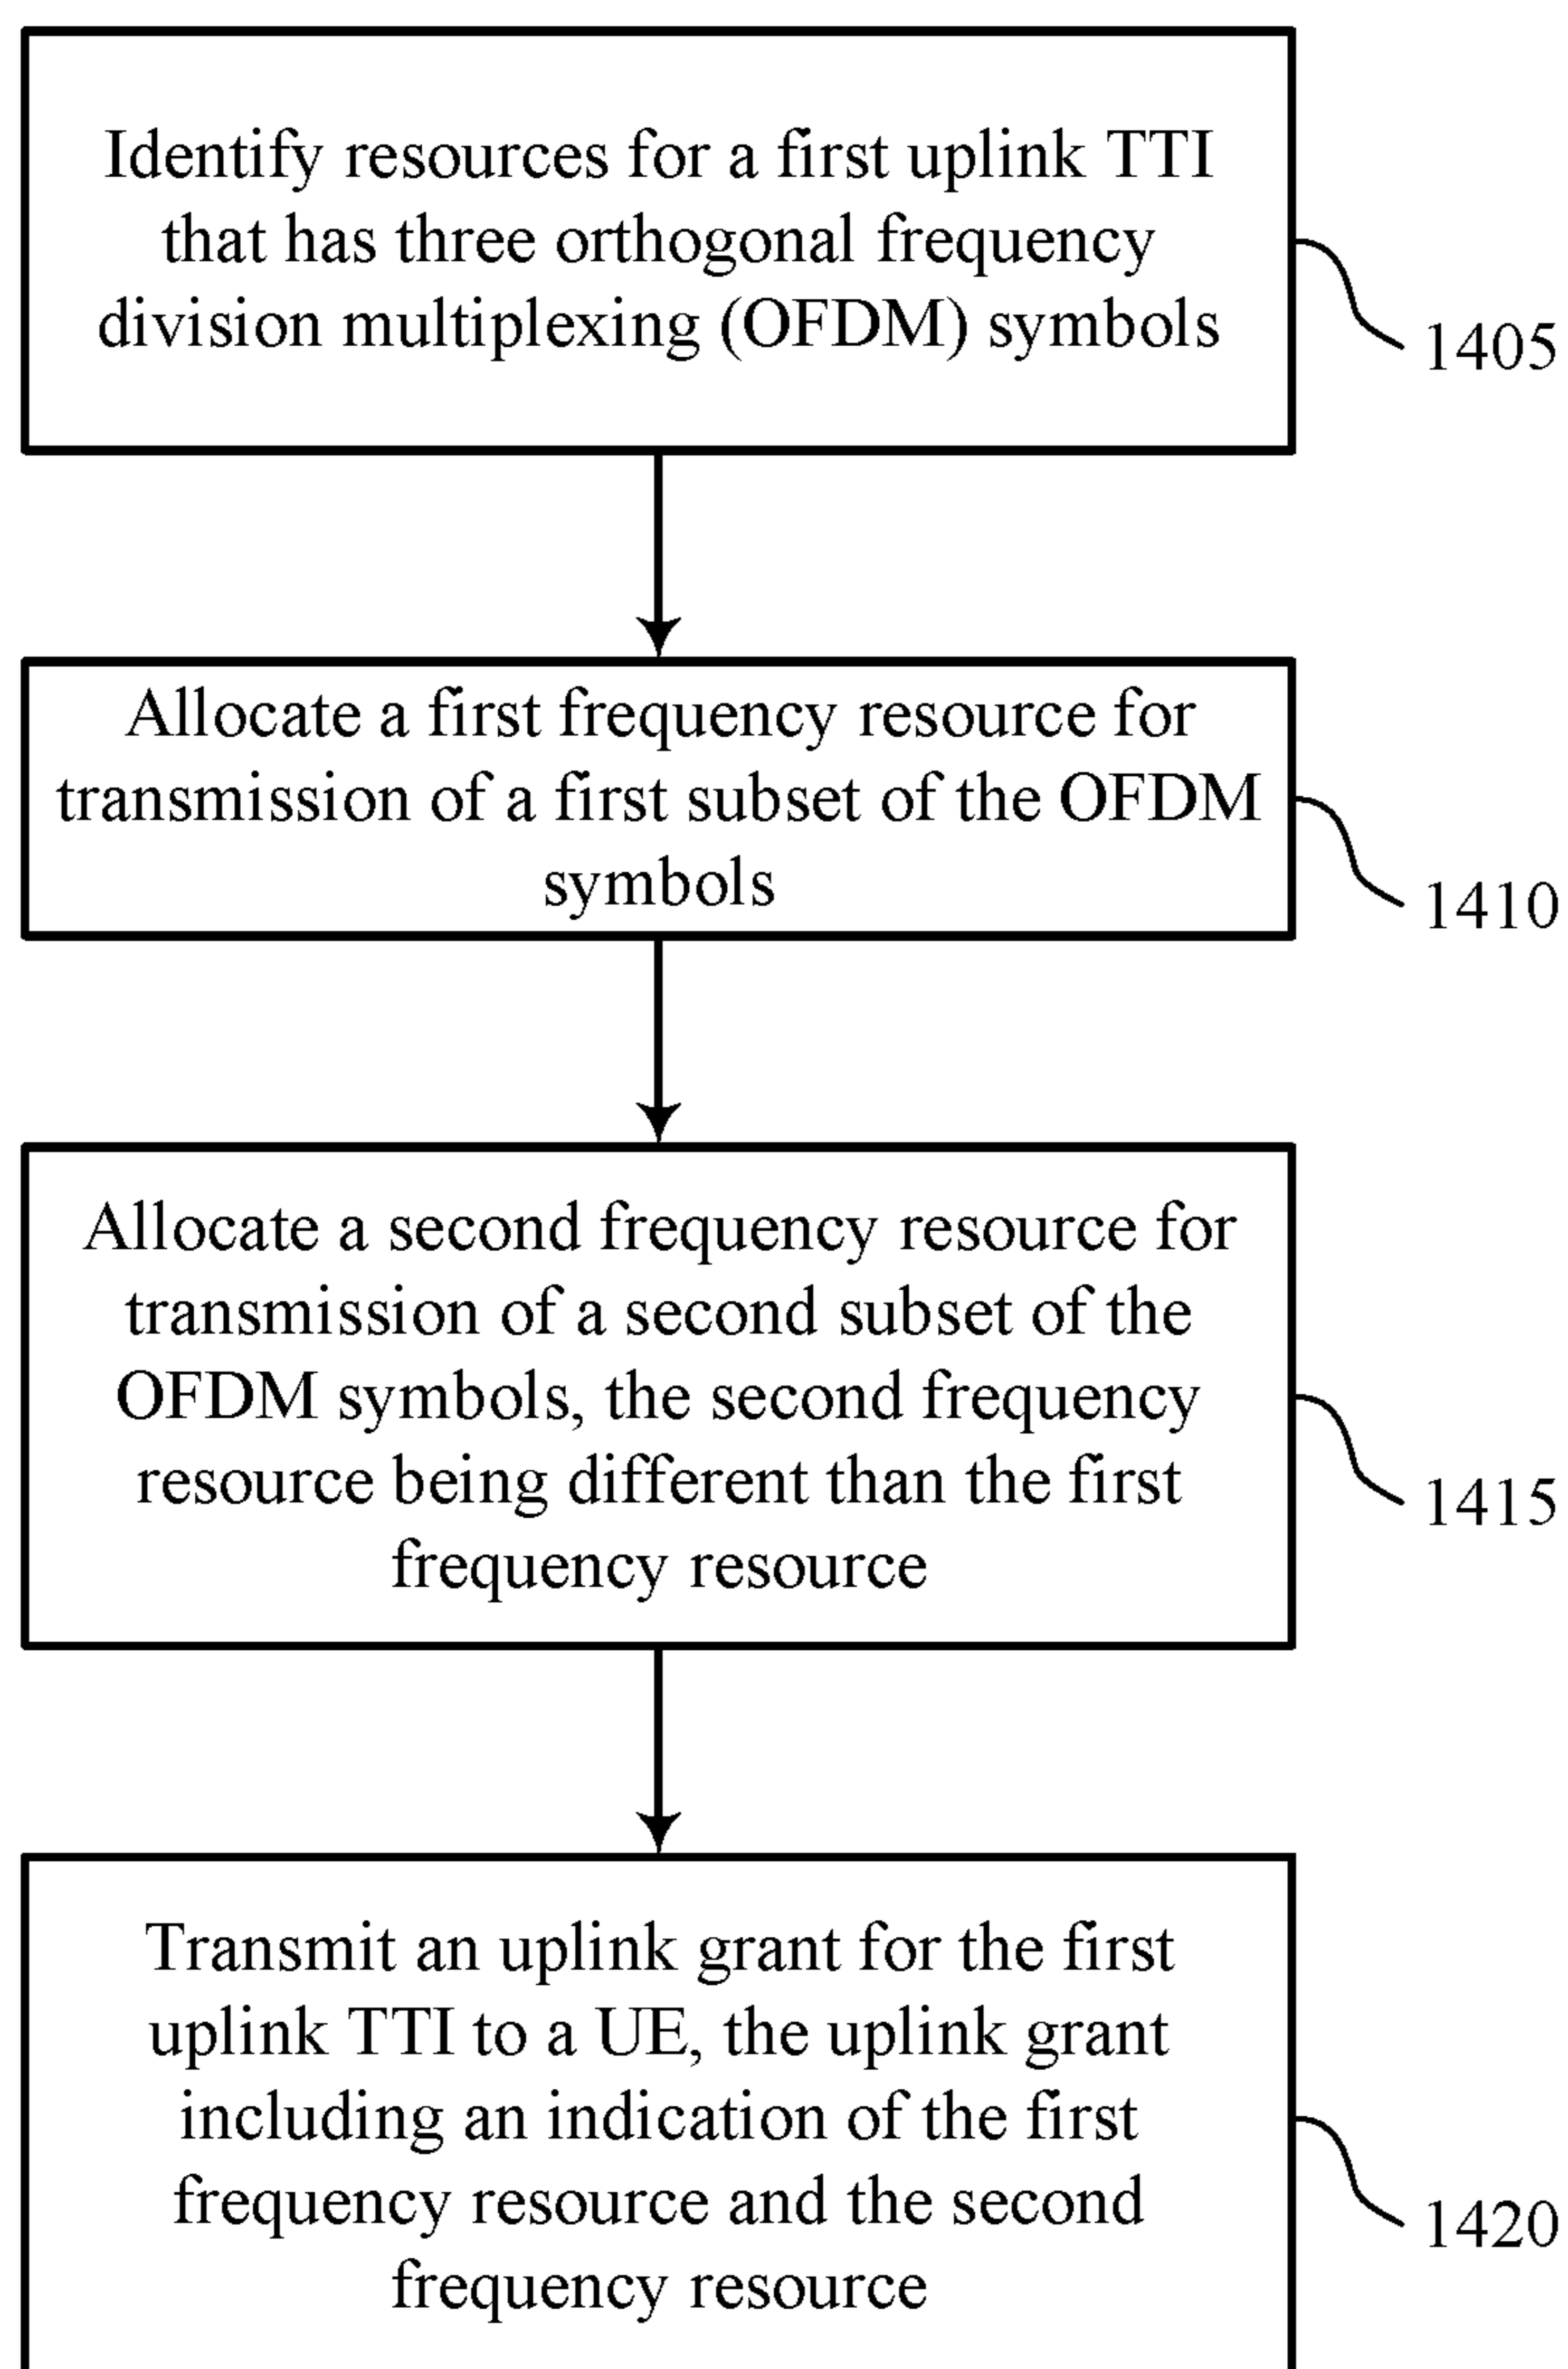 Identify resources for a first uplink TTI
that has three orthogonal frequency
division multiplexing (OFDM) symbols
1405
Allocate a first frequency resource for
transmission of a first subset of the OFDM
symbols
1410
Allocate a second frequency resource for
transmission of a second subset of the
OFDM symbols, the second frequency
resource being different than the first
frequency resource
1415
Transmit an uplink grant for the first
uplink TTI to a UE, the uplink grant
including an indication of the first
frequency resource and the second
frequency resource
1420